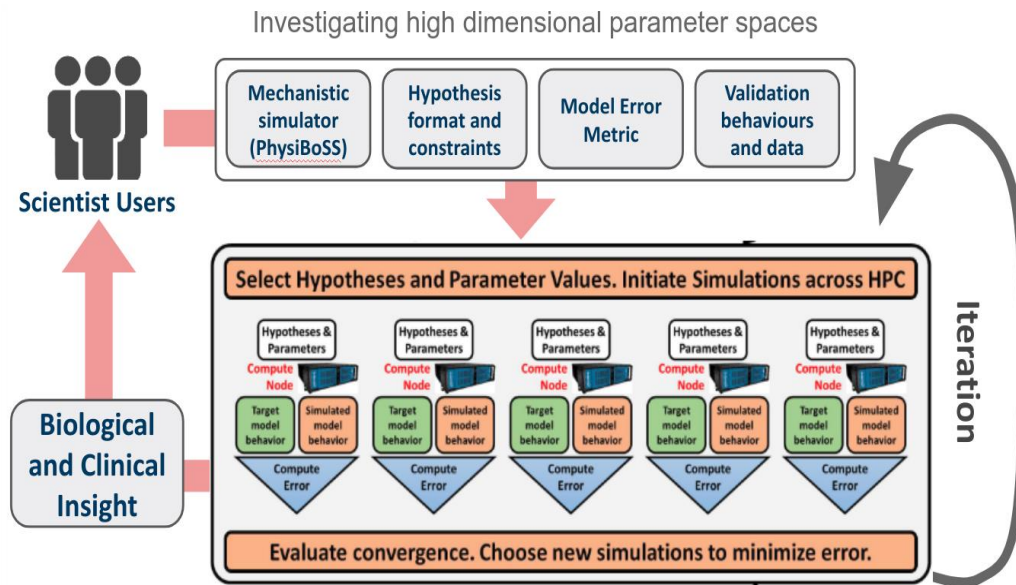 Investigating high dimensional parameter spaces
Mechanistic
simulator
(PhysiBoSS)
Hypothesis
format and
constraints
Model Error
Metric
Validation
behaviours
and data
Scientist Users
Select Hypotheses and Parameter Values. Initiate Simulations across HPC
Hypotheses &
Parameters
Compute
Node
Target
model
behavior
Simulated
model
behavior
Compute
Error
Hypotheses &
Parameters
Compute
Node
Target
model
behavior
Simulated
model
behavior
Compute
Error
Hypotheses &
Parameters
Compute
Node
Target
model
behavior
Simulated
model
behavior
Compute
Error
Hypotheses &
Parameters
Compute
Node
Target
model
behavior
Simulated
model
behavior
Compute
Error
Hypotheses &
Parameters
Compute
Node
Target
model
behavior
Simulated
model
behavior
Compute
Error
Evaluate convergence. Choose new simulations to minimize error.
Iteration
Biological
and Clinical
Insight